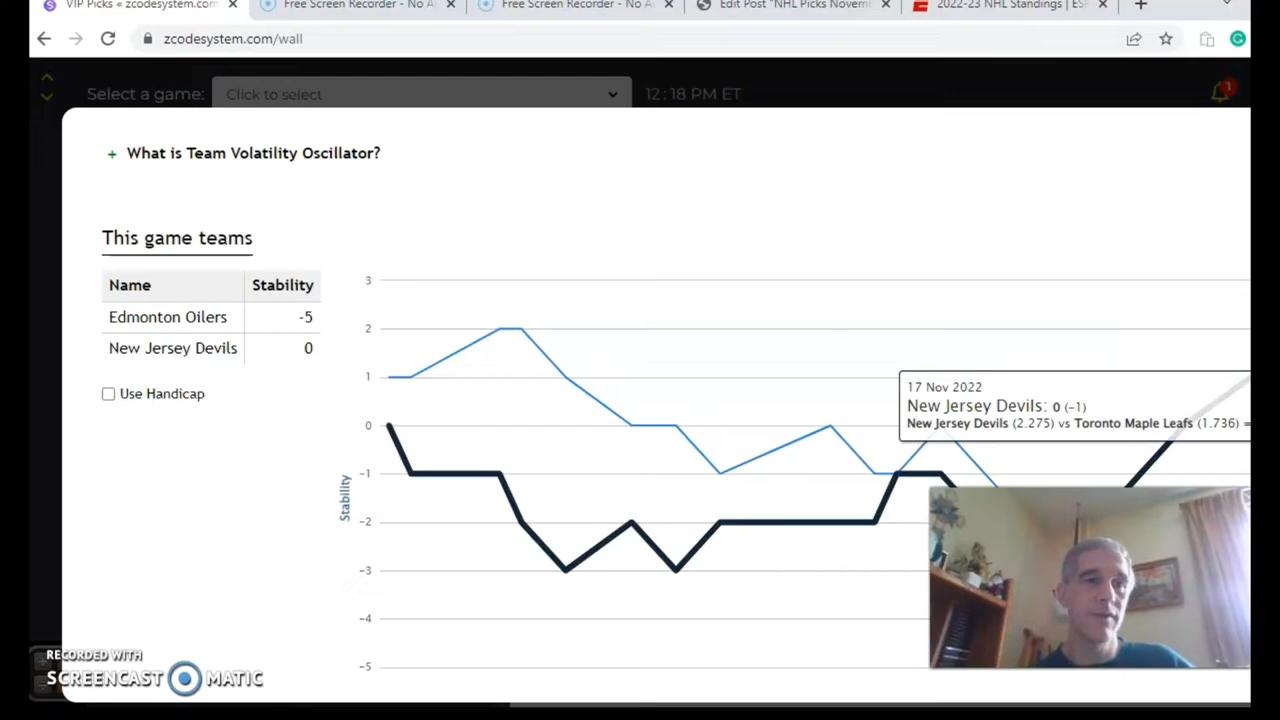 VIP Picks « zcodesystem.com
Free Screen Recorder - No A
Free Screen Recorder - No A
Edit Post "NHL Picks Novemb
2022-23 NHL Standings | ESP
zcodesystem.com/wall
Select a game:
Click to select
12:18 PM ET
1
+ What is Team Volatility Oscillator?
This game teams
Name Stability
Edmonton Oilers -5
New Jersey Devils 0
Use Handicap
3
2
1
0
-1
-2
-3
-4
-5
Stability
17 Nov 2022
New Jersey Devils: 0 (-1)
New Jersey Devils (2.275) vs Toronto Maple Leafs (1.736) =
RECORDED WITH
SCREENCAST MATIC